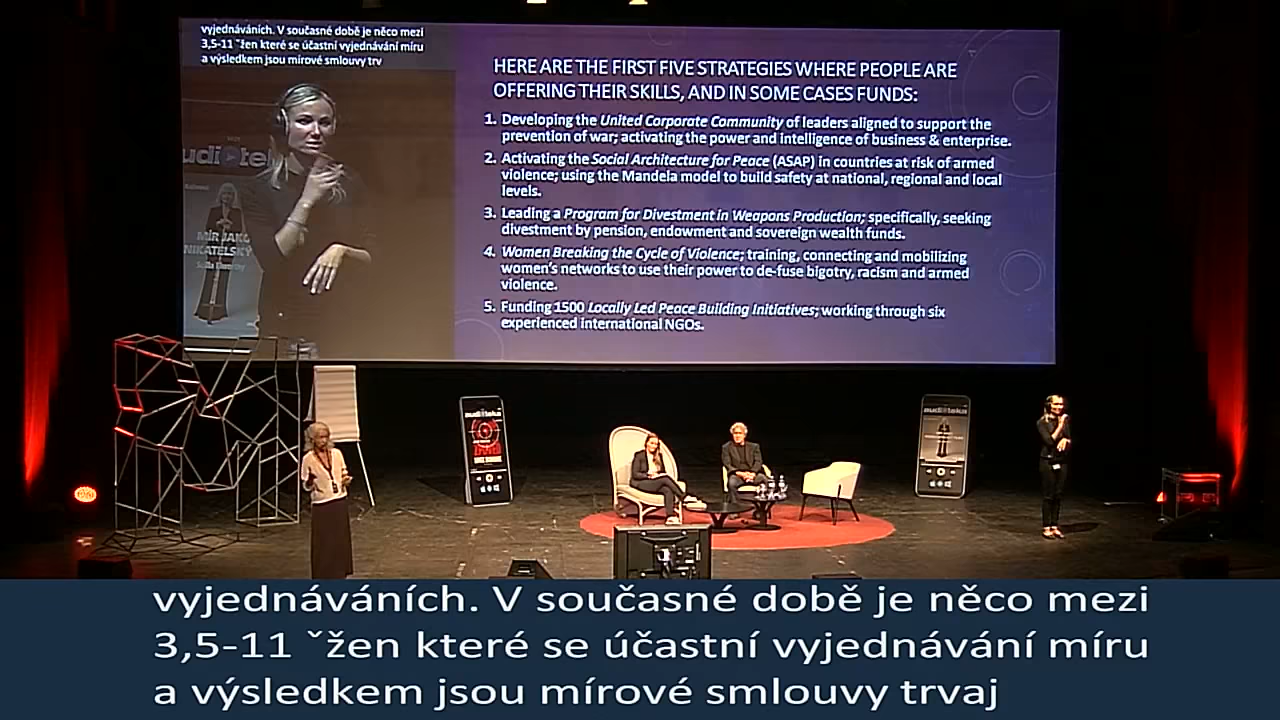 vyjednáváních. V současné době je něco mezi
3,5-11 ˇžen které se účastní vyjednávání míru
a výsledkem jsou mírové smlouvy trv
HERE ARE THE FIRST FIVE STRATEGIES WHERE PEOPLE ARE
OFFERING THEIR SKILLS, AND IN SOME CASES FUNDS:
1. Developing the United Corporate Community of leaders aligned to support the
prevention of war; activating the power and intelligence of business & enterprise.
2. Activating the Social Architecture for Peace (ASAP) in countries at risk of armed
violence; using the Mandela model to build safety at national, regional and local
levels.
3. Leading a Program for Divestment in Weapons Production; specifically, seeking
divestment by pension, endowment and sovereign wealth funds.
4. Women Breaking the Cycle of Violence; training, connecting and mobilizing
women's networks to use their power to de-fuse bigotry, racism and armed
violence.
5. Funding 1500 Locally Led Peace Building Initiatives; working through six
experienced international NGOs.
MÍR JAKO
audioteka
audioteka
vyjednáváních. V současné době je něco mezi
3,5-11 ˇžen které se účastní vyjednávání míru
a výsledkem jsou mírové smlouvy trvaj